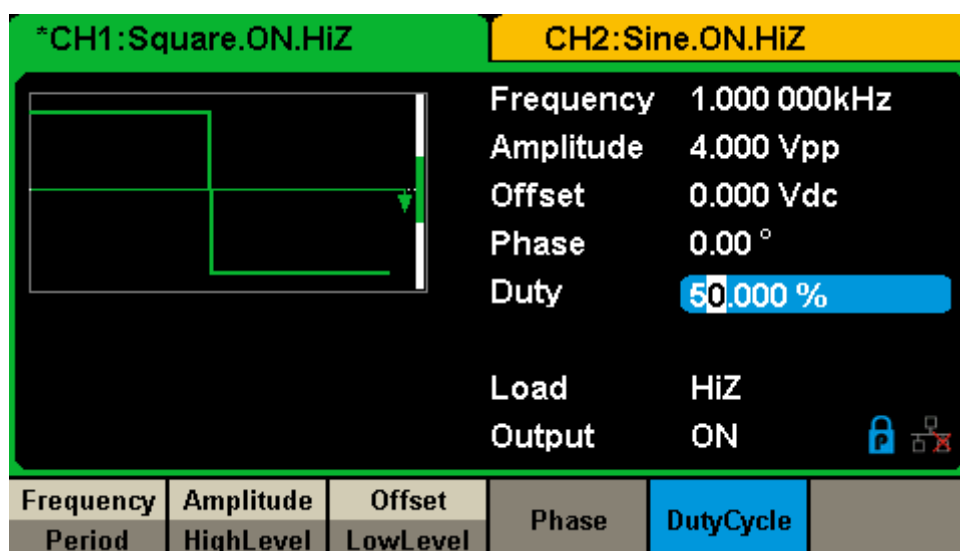 *CH1:Square.ON.HiZ
CH2:Sine.ON.HiZ
Frequency 1.000 000kHz
Amplitude 4.000 Vpp
Offset 0.000 Vdc
Phase 0.00 °
Duty 50.000 %
Load HiZ
Output ON
P
Frequency Amplitude Offset Phase DutyCycle
Period HighLevel LowLevel